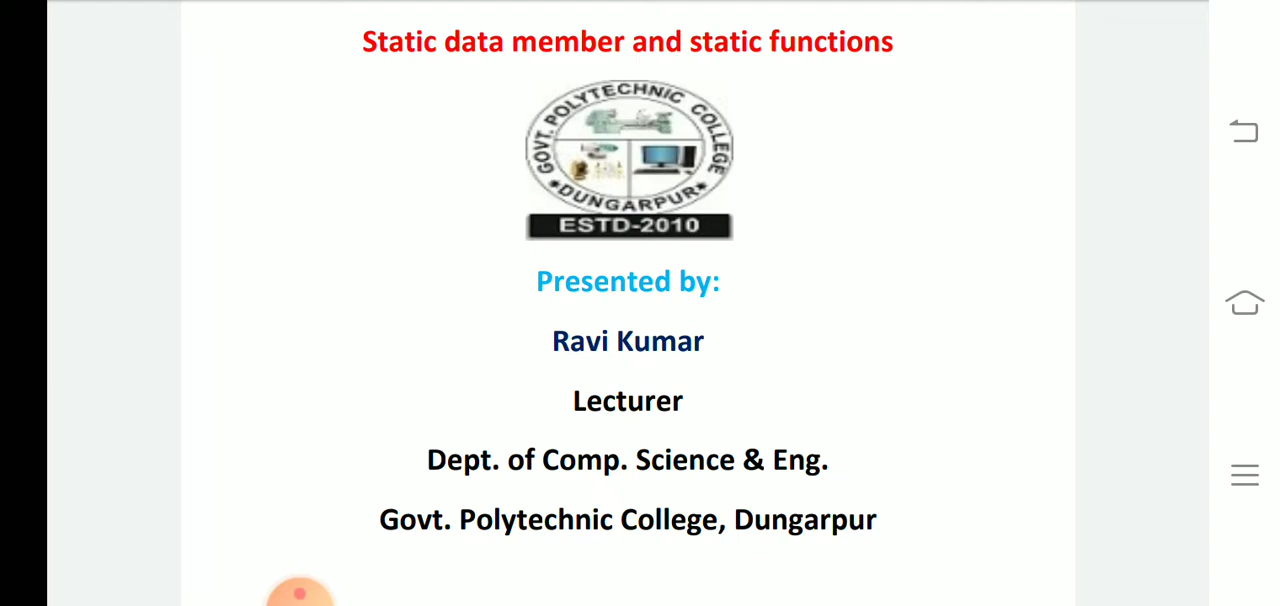 Static data member and static functions
GOVT. POLYTECHNIC COLLEGE
DUNGARPUR
ESTD-2010
Presented by:
Ravi Kumar
Lecturer
Dept. of Comp. Science & Eng.
Govt. Polytechnic College, Dungarpur